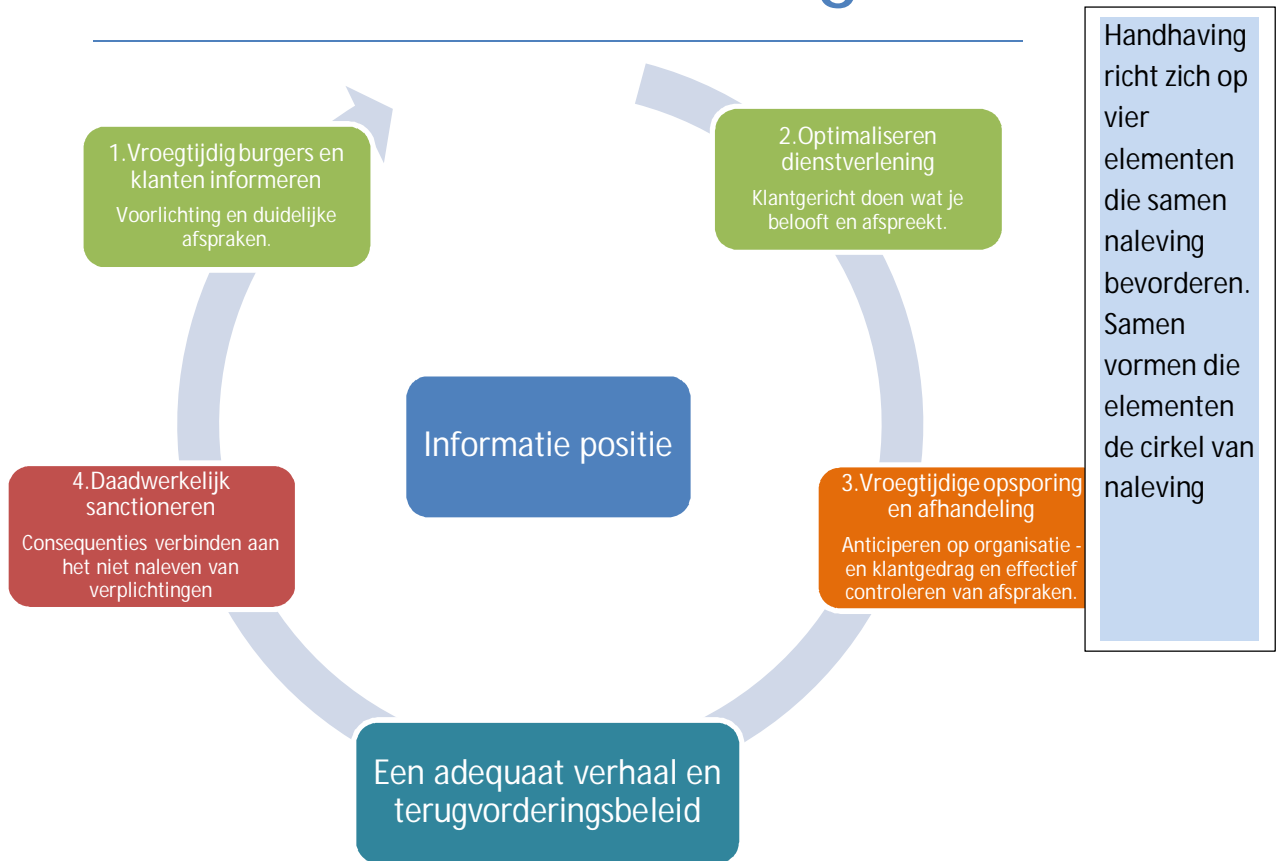 1.Vroegtijdig burgers en
klanten informeren
Voorlichting en duidelijke
afspraken.
2.Optimaliseren
dienstverlening
Klantgericht doen wat je
belooft en afspreekt.
Informatie positie
3.Vroegtijdige opsporing
en afhandeling
Anticiperen op organisatie -
en klantgedrag en effectief
controleren van afspraken.
4.Daadwerkelijk
sanctioneren
Consequenties verbinden aan
het niet naleven van
verplichtingen
Een adequaat verhaal en
terugvorderingsbeleid
Handhaving
richt zich op
vier
elementen
die samen
naleving
bevorderen.
Samen
vormen die
elementen
de cirkel van
naleving